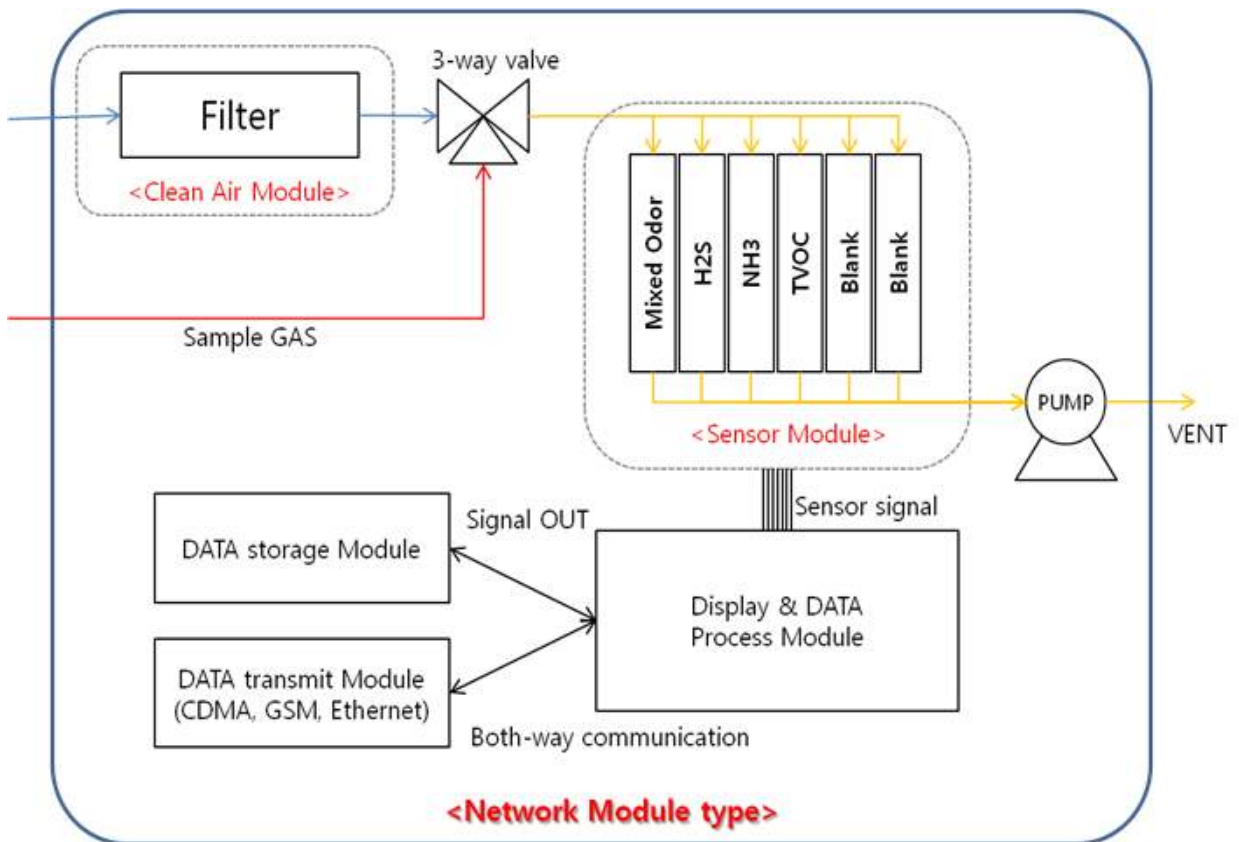 3-way valve
Filter
<Clean Air Module>
Mixed Odor
H2S
NH3
TVOC
Blank
Blank
Sample GAS
PUMP
<Sensor Module>
VENT
Sensor signal
Signal OUT
DATA storage Module
Display & DATA
Process Module
DATA transmit Module
(CDMA, GSM, Ethernet)
Both-way communication
<Network Module type>